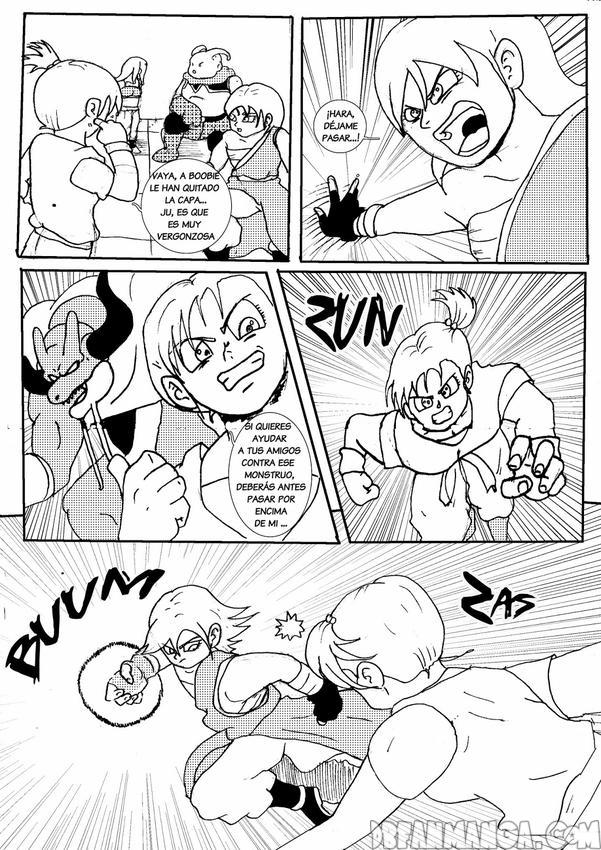 VAYA, A BOOBIE
LE HAN QUITADO
LA CAPA...
JU, ES QUE
ES MUY
VERGONZOSA
¡HARA,
DÉJAME
PASAR...!
SI QUIERES
AYUDAR
A TUS AMIGOS
CONTRA ESE
MONSTRUO,
DEBERÁS ANTES
PASAR POR
ENCIMA
DE MI ...
ZUN
BUUM
ZAS
DBFANMANGA.COM